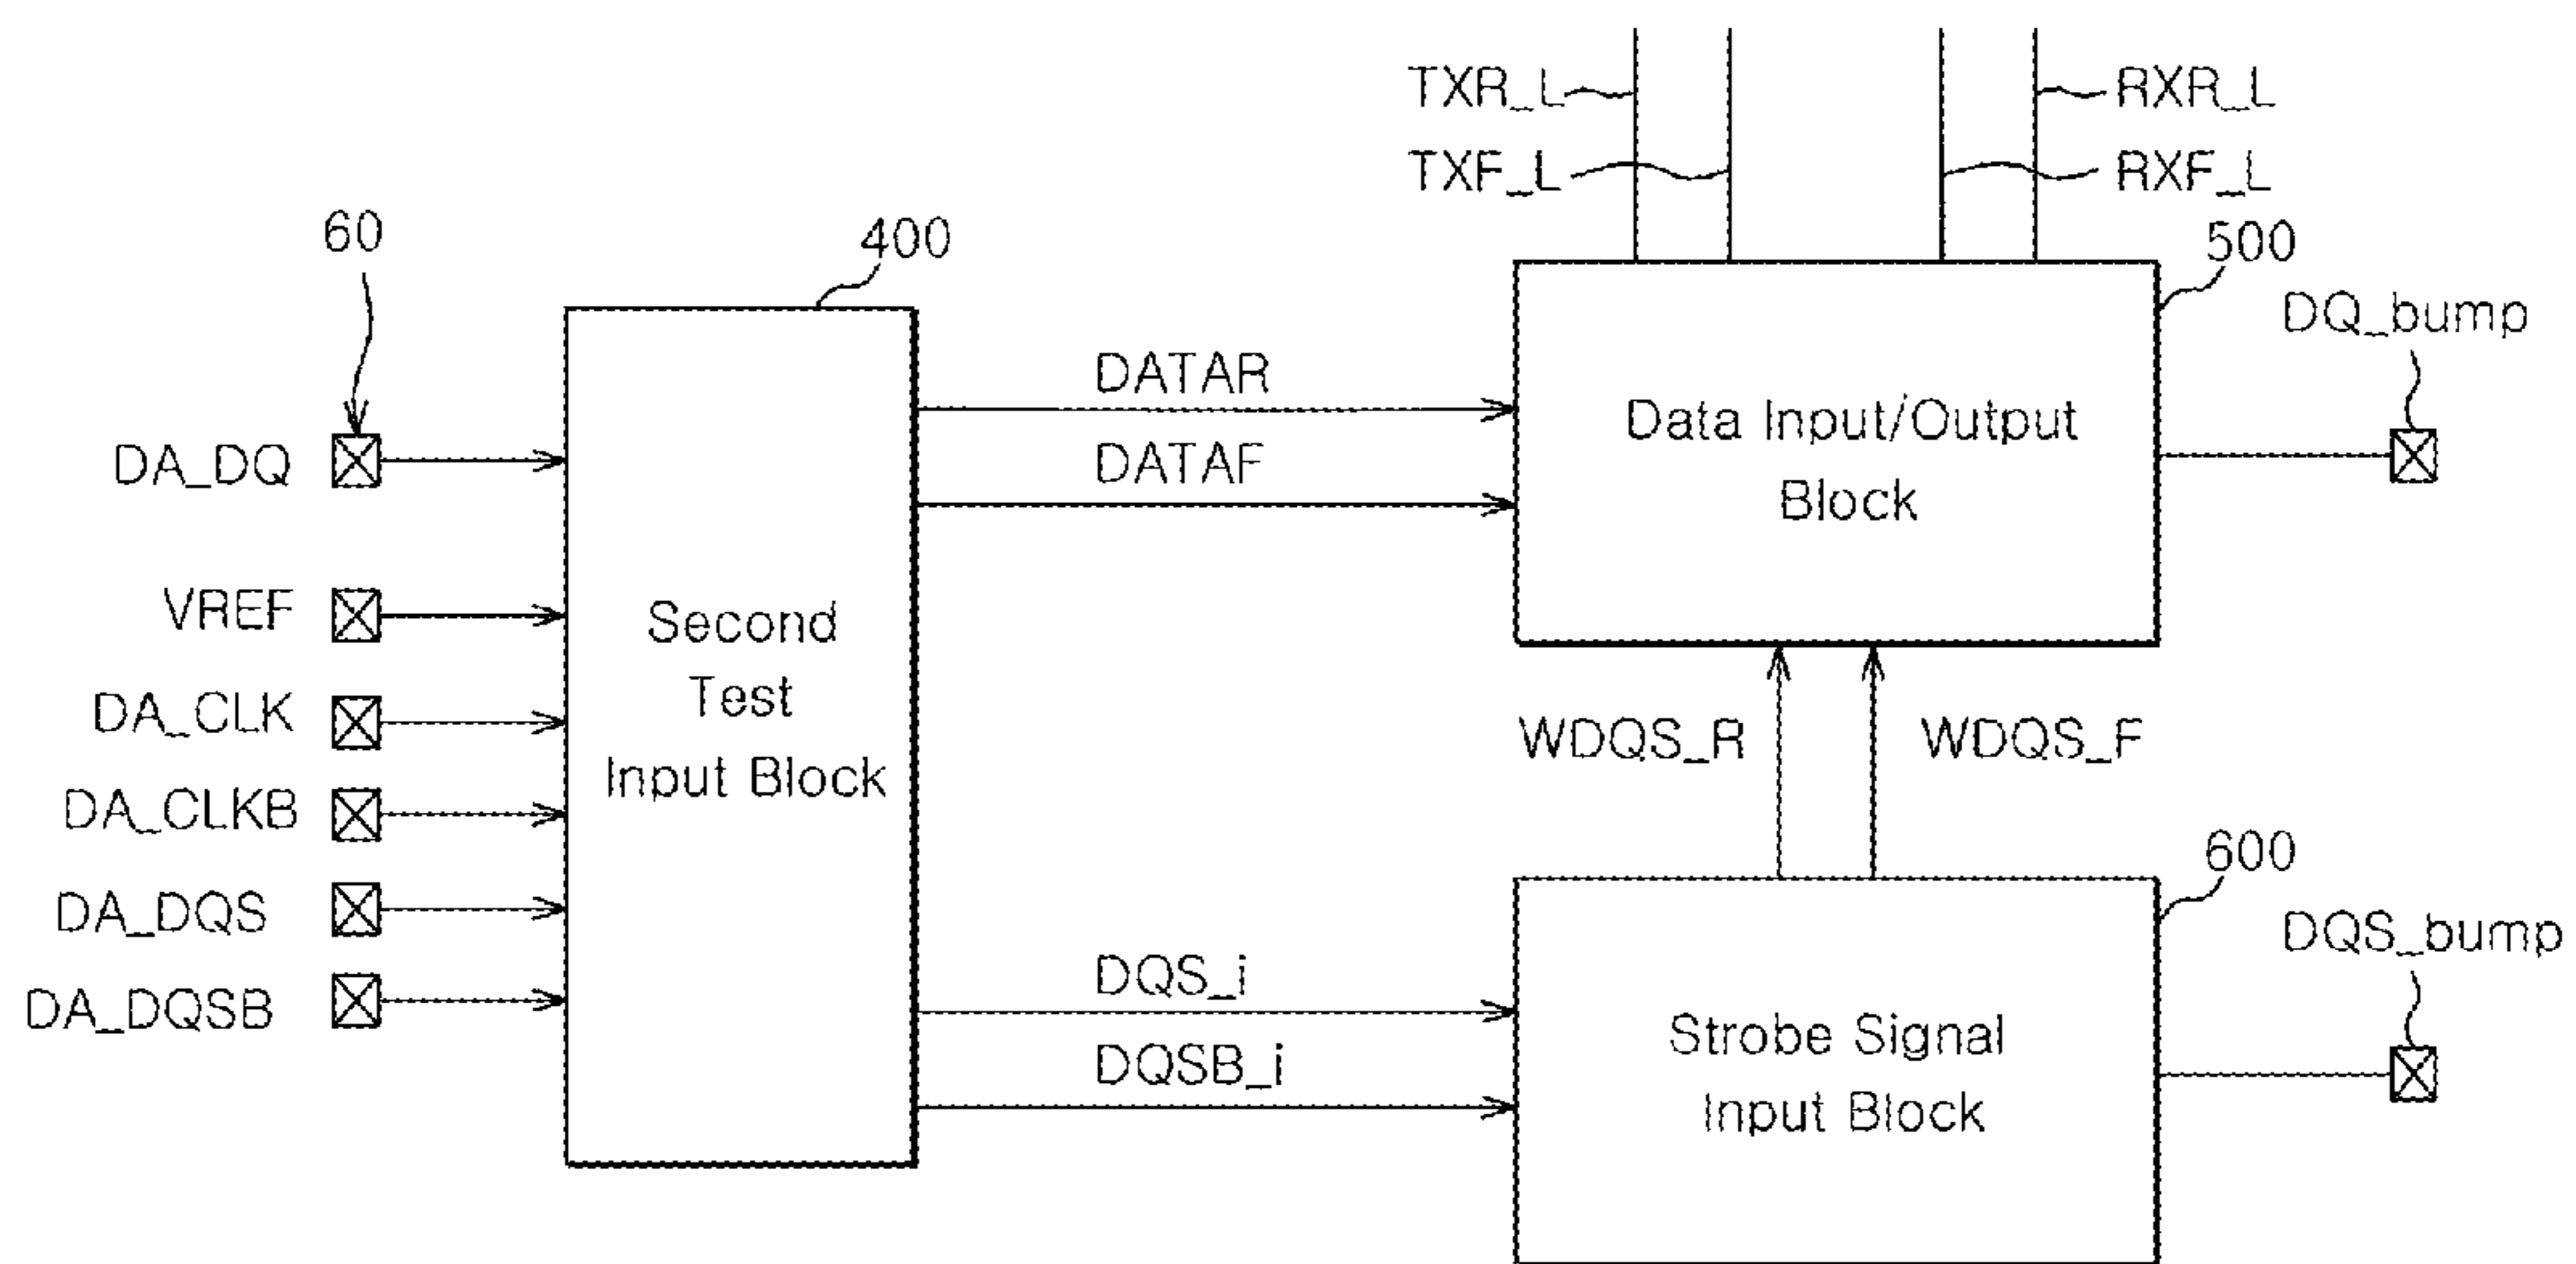 TXR_L
RXR_L
TXF_L
RXF_L
60
400
500
DQ_bump
DATAR
DATAF
Data Input/Output
Block
DA_DQ
VREF
DA_CLK
DA_CLKB
DA_DQS
DA_DQSB
Second
Test
Input Block
WDQS_R
WDQS_F
600
DQS_bump
DQS_i
DQSB_i
Strobe Signal
Input Block